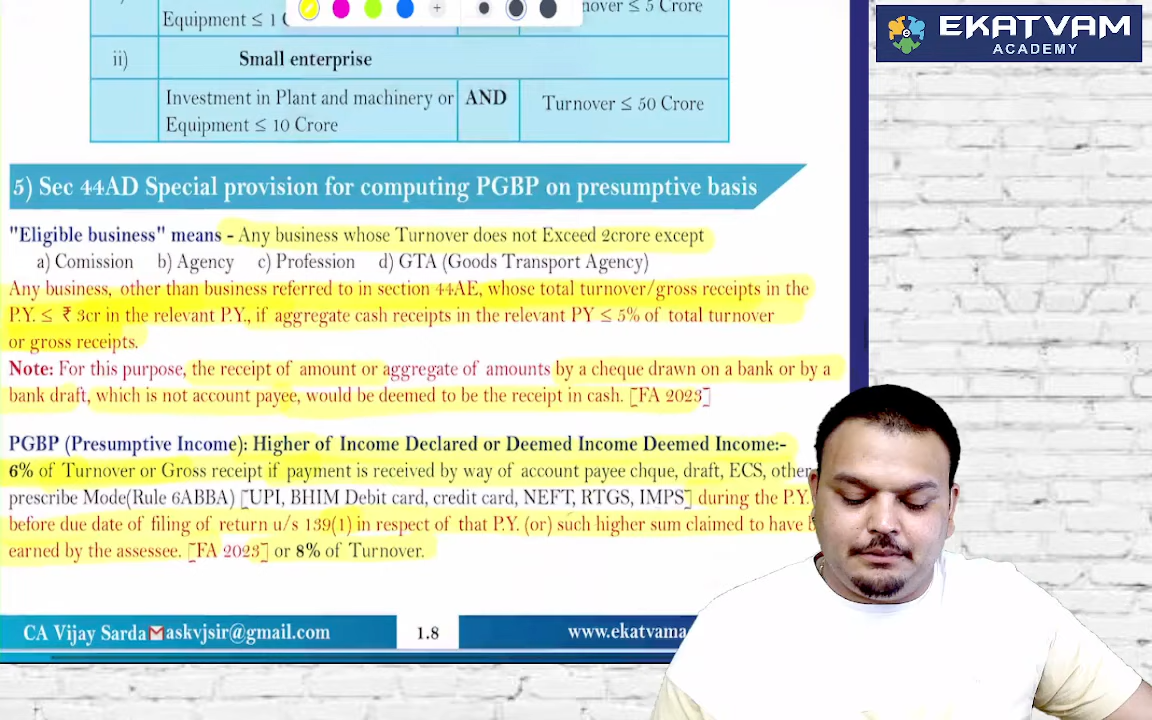 Equipment ≤ 1
nover ≤ 5 Crore
EKATVAM
ACADEMY
ii) Small enterprise
Investment in Plant and machinery or Equipment ≤ 10 Crore AND Turnover ≤ 50 Crore
5) Sec 44AD Special provision for computing PGBP on presumptive basis
"Eligible business" means - Any business whose Turnover does not Exceed 2crore except
a) Comission b) Agency c) Profession d) GTA (Goods Transport Agency)
Any business, other than business referred to in section 44AE, whose total turnover/gross receipts in the
P.Y. ≤ ₹ 3cr in the relevant P.Y., if aggregate cash receipts in the relevant PY ≤ 5% of total turnover
or gross receipts.
Note: For this purpose, the receipt of amount or aggregate of amounts by a cheque drawn on a bank or by a
bank draft, which is not account payee, would be deemed to be the receipt in cash. [FA 2023]
PGBP (Presumptive Income): Higher of Income Declared or Deemed Income Deemed Income:-
6% of Turnover or Gross receipt if payment is received by way of account payee chque, draft, ECS, other
prescribe Mode(Rule 6ABBA) [UPI, BHIM Debit card, credit card, NEFT, RTGS, IMPS] during the P.Y.
before due date of filing of return u/s 139(1) in respect of that P.Y. (or) such higher sum claimed to have
earned by the assessee. [FA 2023] or 8% of Turnover.
CA Vijay Sarda askvjsir@gmail.com 1.8 www.ekatvama